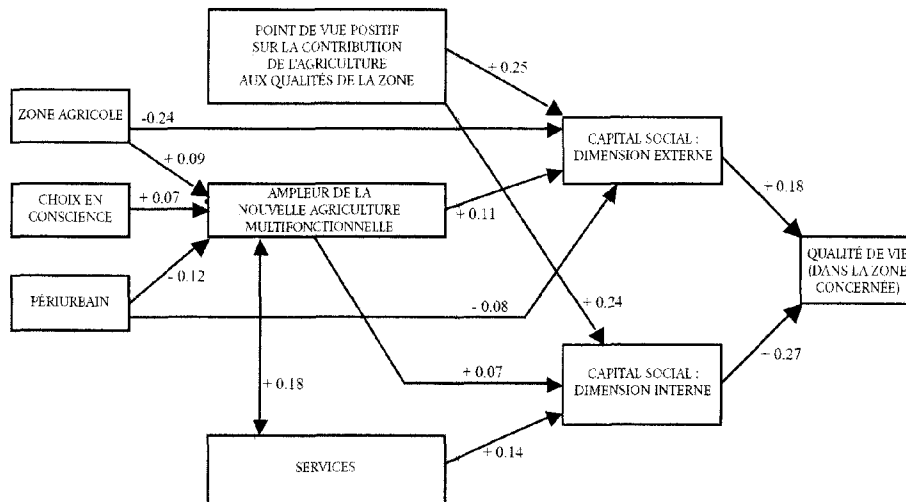 POINT DE VUE POSITIF
SUR LA CONTRIBUTION
DE L'AGRICULTURE
AUX QUALITÉS DE LA ZONE
+ 0.25
ZONE AGRICOLE
-0.24
CAPITAL SOCIAL :
DIMENSION EXTERNE
+ 0.09
+ 0.18
CHOIX EN
CONSCIENCE
+ 0.07
AMPLEUR DE LA
NOUVELLE AGRICULTURE
MULTIFONCTIONNELLE
+ 0.11
QUALITÉ DE VIE
(DANS LA ZONE
CONCERNÉE)
- 0.12
PÉRIURBAIN
- 0.08
+ 0.24
+ 0.27
+ 0.18
+ 0.07
CAPITAL SOCIAL :
DIMENSION INTERNE
+ 0.14
SERVICES